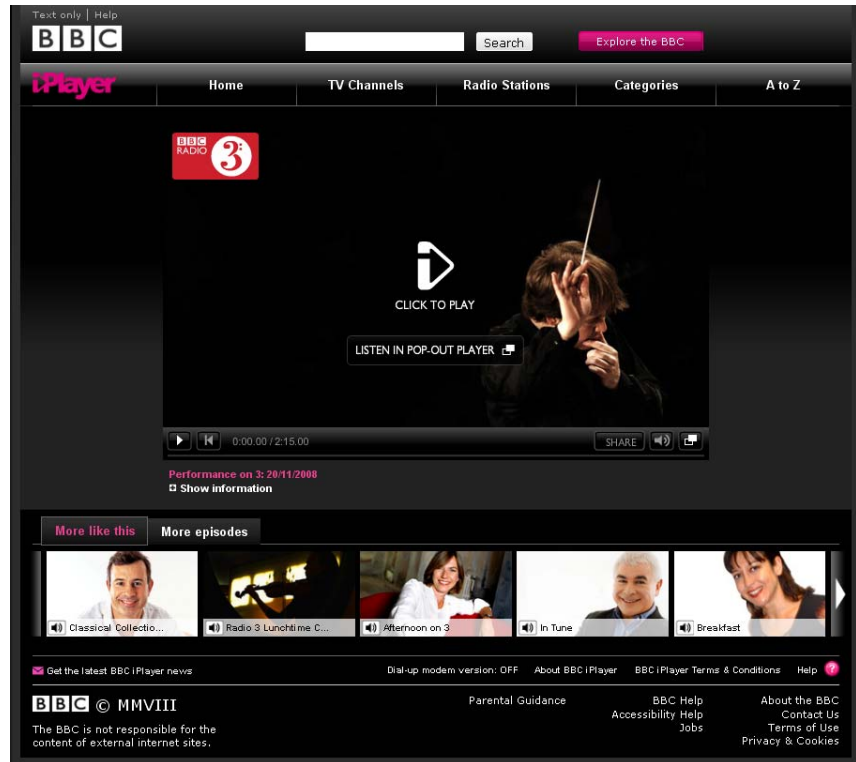 Text only | Help
BBC
Search
Explore the BBC
iPlayer
Home
TV Channels
Radio Stations
Categories
A to Z
BBC
RADIO
3
CLICK TO PLAY
LISTEN IN POP-OUT PLAYER
0:00.00 / 2:15.00
SHARE
Performance on 3: 20/11/2008
Show information
More like this
More episodes
Classical Collectio...
Radio 3 Lunchtime C...
Afternoon on 3
In Tune
Breakfast
Get the latest BBC iPlayer news
Dial-up modem version: OFF
About BBC iPlayer
BBC iPlayer Terms & Conditions
Help ?
BBC © MMVIII
The BBC is not responsible for the
content of external internet sites.
Parental Guidance
BBC Help
Accessibility Help
Jobs
About the BBC
Contact Us
Terms of Use
Privacy & Cookies